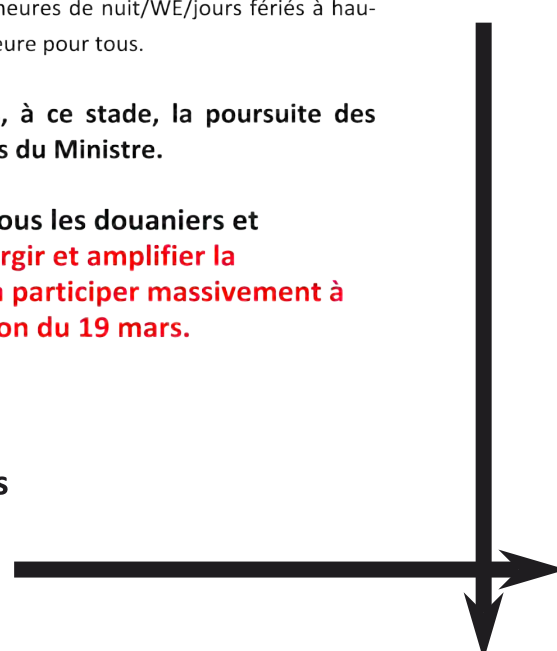 heures de nuit/WE/jours fériés à hau-
eure pour tous.
, à ce stade, la poursuite des
s du Ministre.
ous les douaniers et
rgir et amplifier la
participer massivement à
on du 19 mars.
s